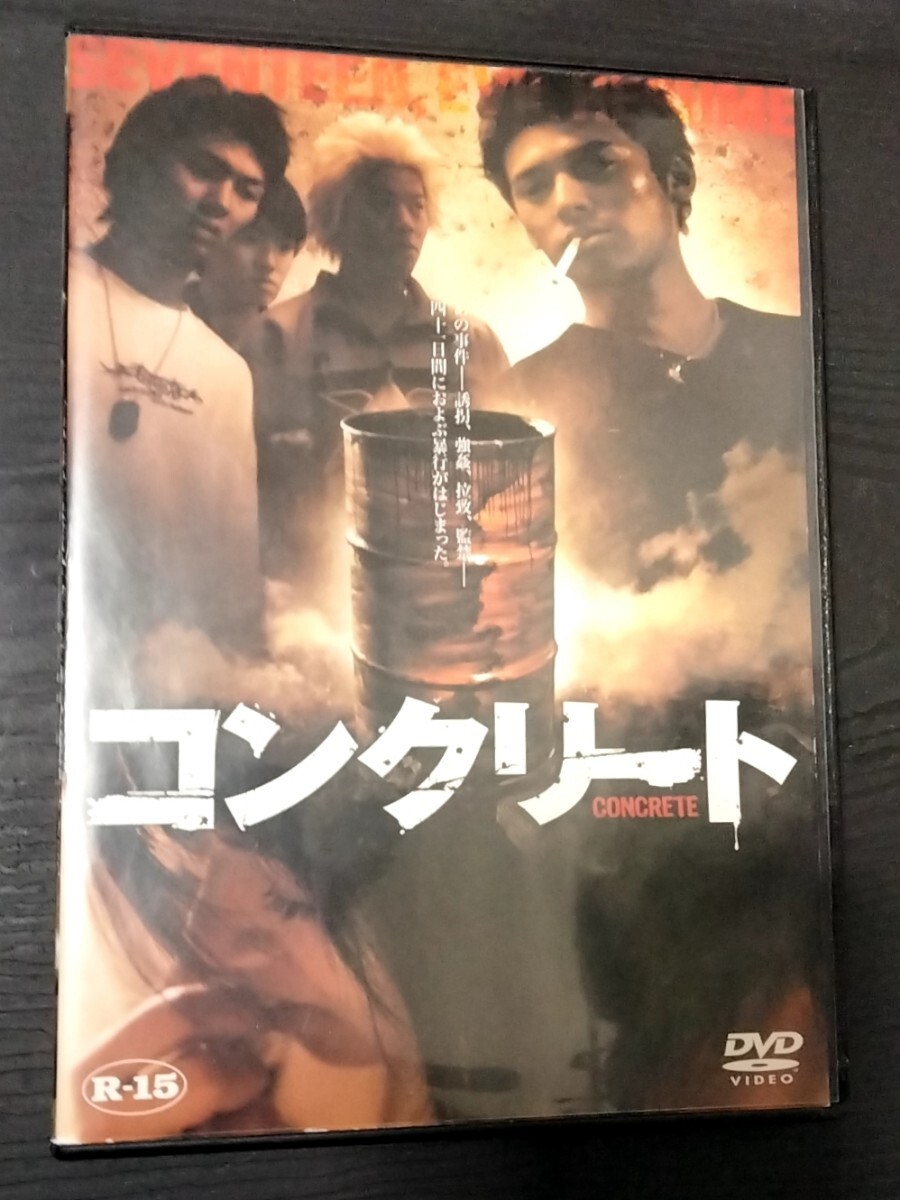 SEVENTEEN,
の事件――誘拐、強姦、拉致、監禁――
四十一日間におよぶ暴行がはじまった。
コンクリート
CONCRETE
R-15
DVD
VIDEO